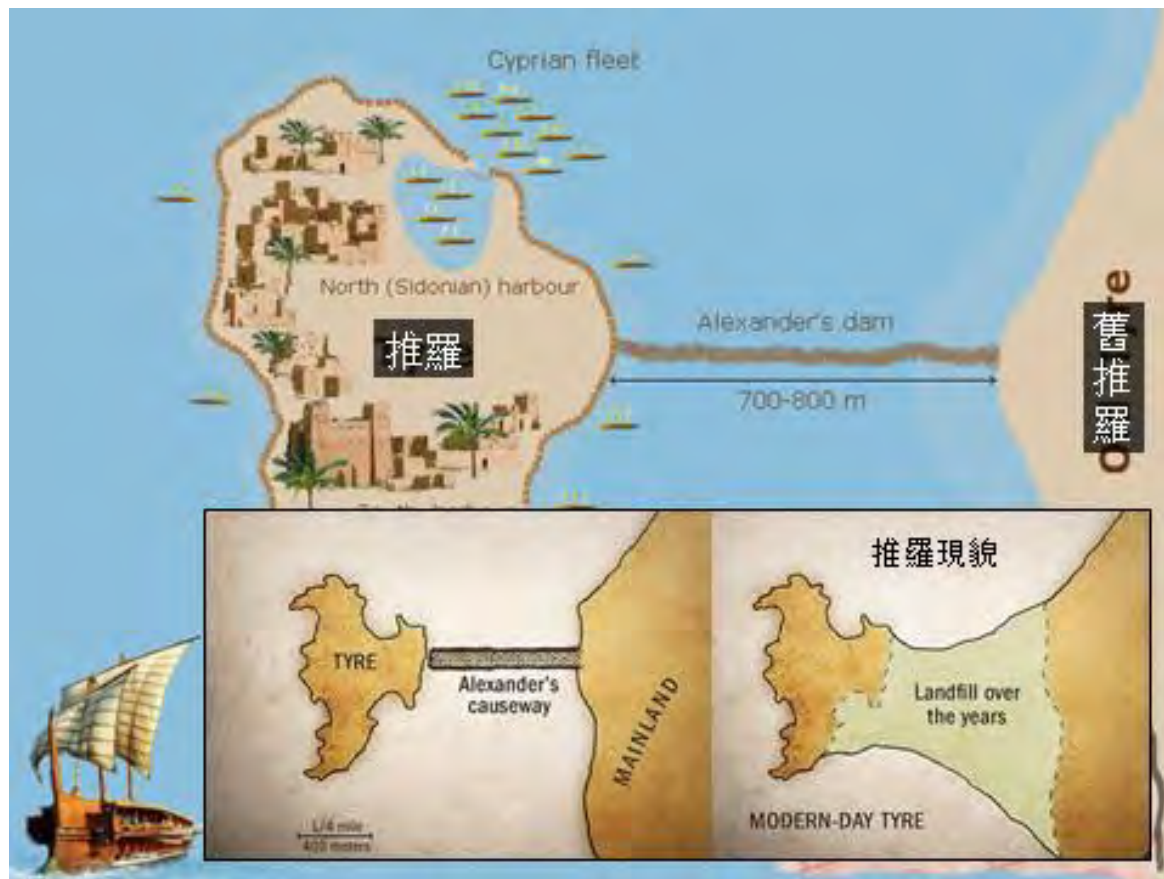 Cyprian fleet
North (Sidonian) harbour
推羅
Alexander's dam
700-800 m
舊推羅
TYRE
Alexander's
causeway
MAINLAND
1/4 mile
400 meters
推羅現貌
Landfill over
the years
MODERN-DAY TYRE